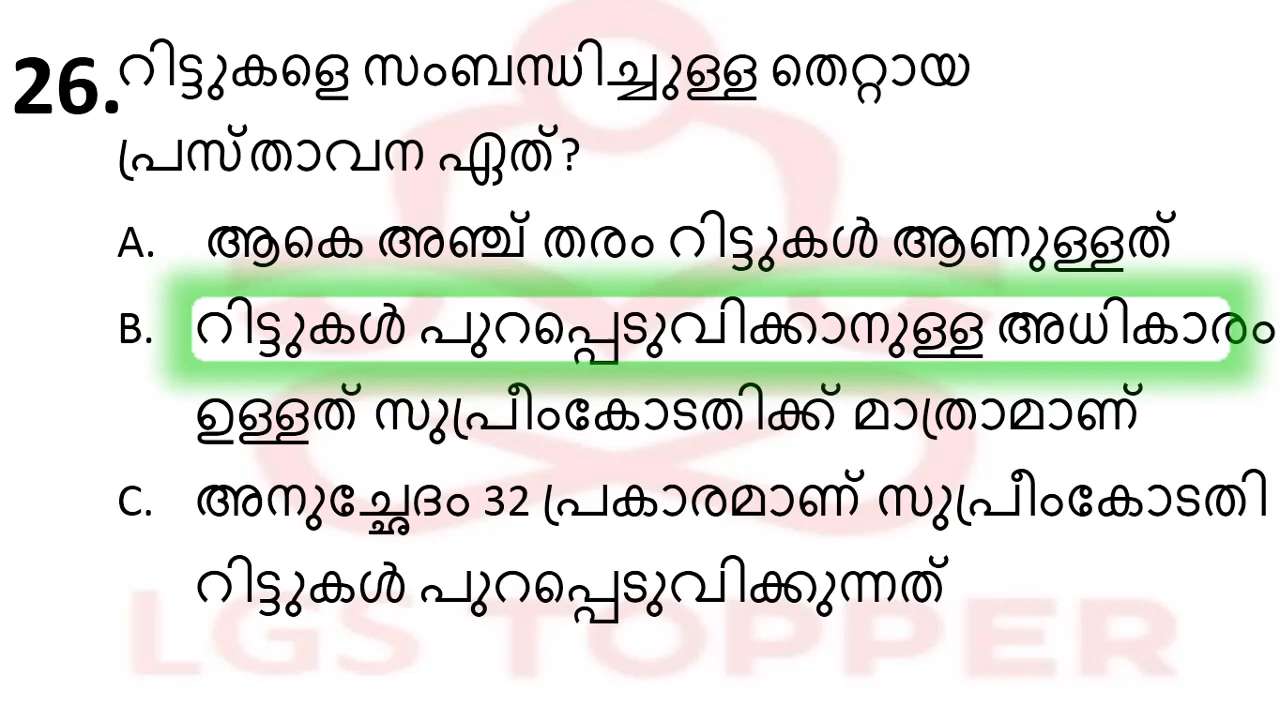 26. റിട്ടുകളെ സംബന്ധിച്ചുള്ള തെറ്റായ
പ്രസ്താവന ഏത്?
A. ആകെ അഞ്ച് തരം റിട്ടുകൾ ആണുള്ളത്
B. റിട്ടുകൾ പുറപ്പെടുവിക്കാനുള്ള അധികാരം
ഉള്ളത് സുപ്രീംകോടതിക്ക് മാത്രാമാണ്
C. അനുച്ഛേദം 32 പ്രകാരമാണ് സുപ്രീംകോടതി
റിട്ടുകൾ പുറപ്പെടുവിക്കുന്നത്
LGS TOPPER